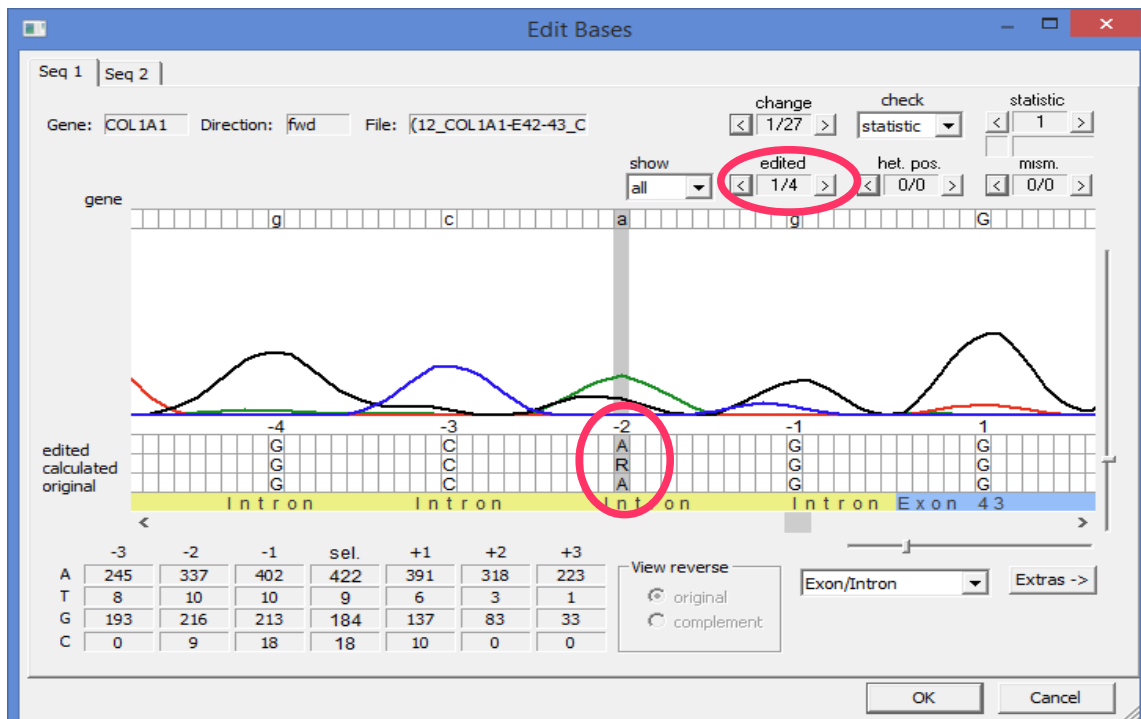 Edit Bases
Seq 1 Seq 2
change check statistic
Gene: COL1A1 Direction: fwd File: (12_COL1A1-E42-43_C < 1/27 > statistic < 1 >
show edited het. pos. mism.
all < 1/4 > < 0/0 > < 0/0 >
gene
g c a g G
-4 -3 -2 -1 1
edited G C A G G
calculated G C R G G
original G C A G G
Intron Intron Intron Intron Exon 43
< >
-3 -2 -1 sel. +1 +2 +3
A 245 337 402 422 391 318 223
T 8 10 10 9 6 3 1
G 193 216 213 184 137 83 33
C 0 9 18 18 10 0 0
View reverse
original
complement
Exon/Intron Extras ->
OK Cancel